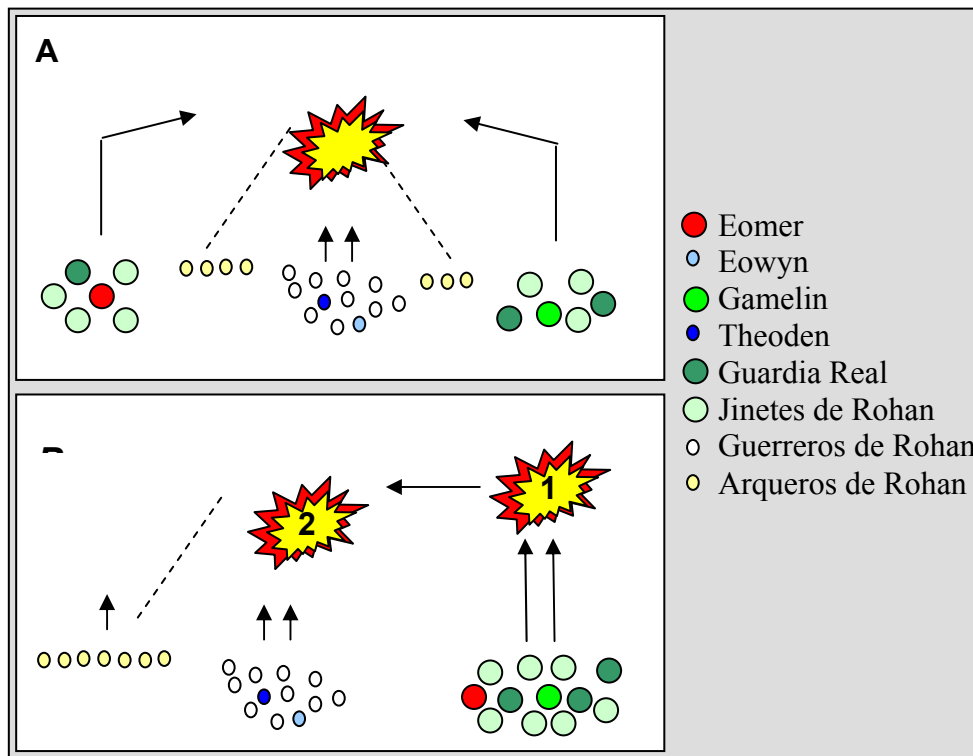 A
Eomer
Eowyn
Gamelin
Theoden
Guardia Real
Jinetes de Rohan
Guerreros de Rohan
Arqueros de Rohan
1
2